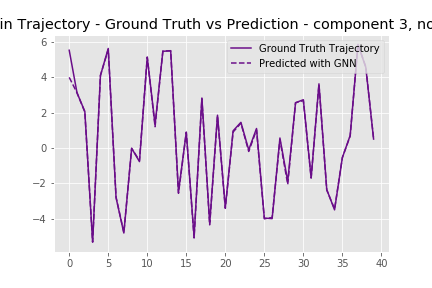 in Trajectory - Ground Truth vs Prediction - component 3, no
Ground Truth Trajectory
Predicted with GNN
6
4
2
0
−2
−4
0 5 10 15 20 25 30 35 40